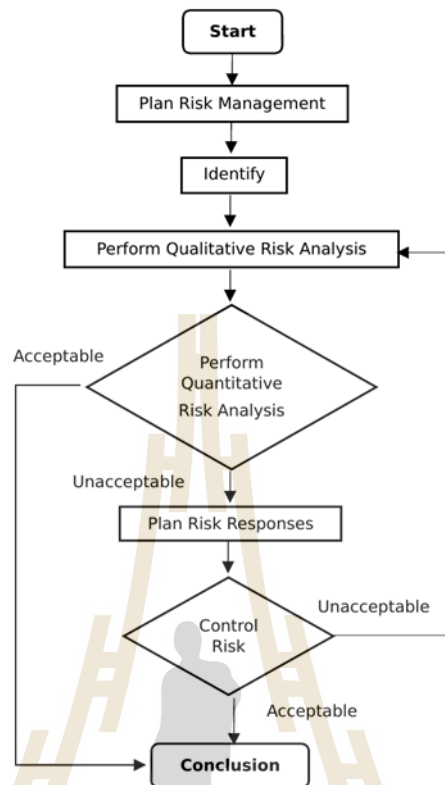 Start
Plan Risk Management
Identify
Perform Qualitative Risk Analysis
Acceptable
Perform
Quantitative
Risk Analysis
Unacceptable
Plan Risk Responses
Control
Risk
Unacceptable
Acceptable
Conclusion